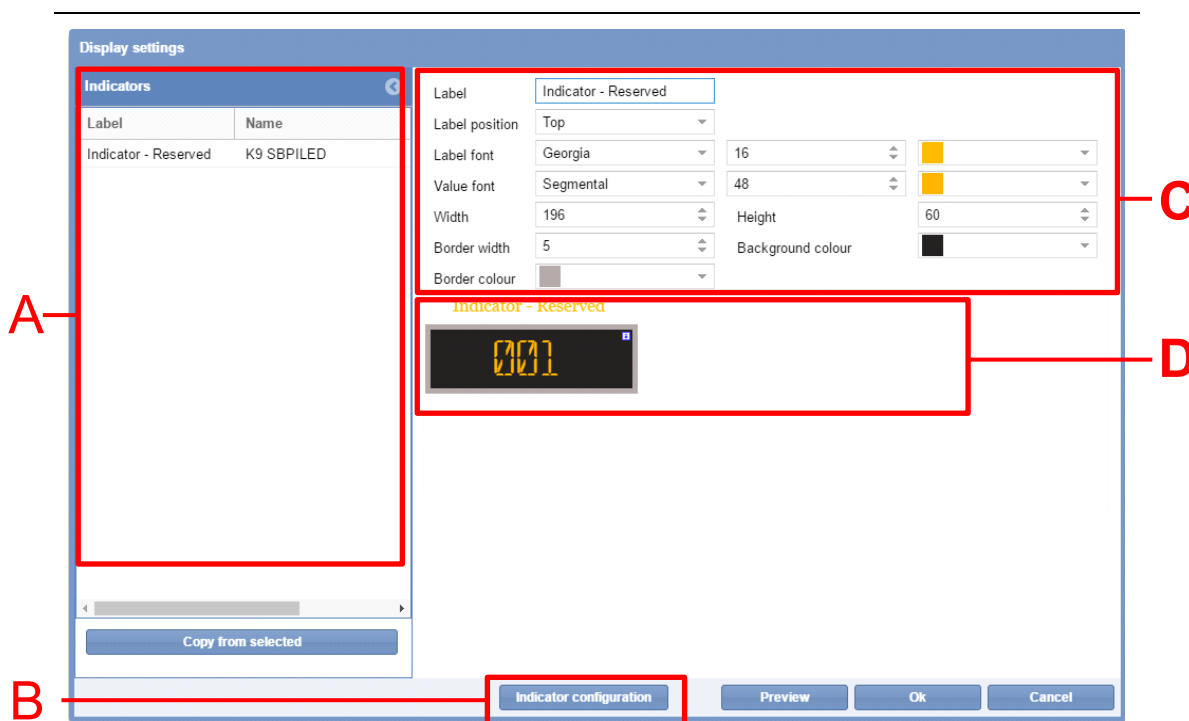 Display settings
Indicators
Label Name
Indicator - Reserved K9 SBPILED
Copy from selected
Label Indicator - Reserved
Label position Top
Label font Georgia 16
Value font Segmental 48
Width 196 Height 60
Border width 5 Background colour
Border colour
Indicator - Reserved
001
Indicator configuration Preview Ok Cancel
A
B
C
D